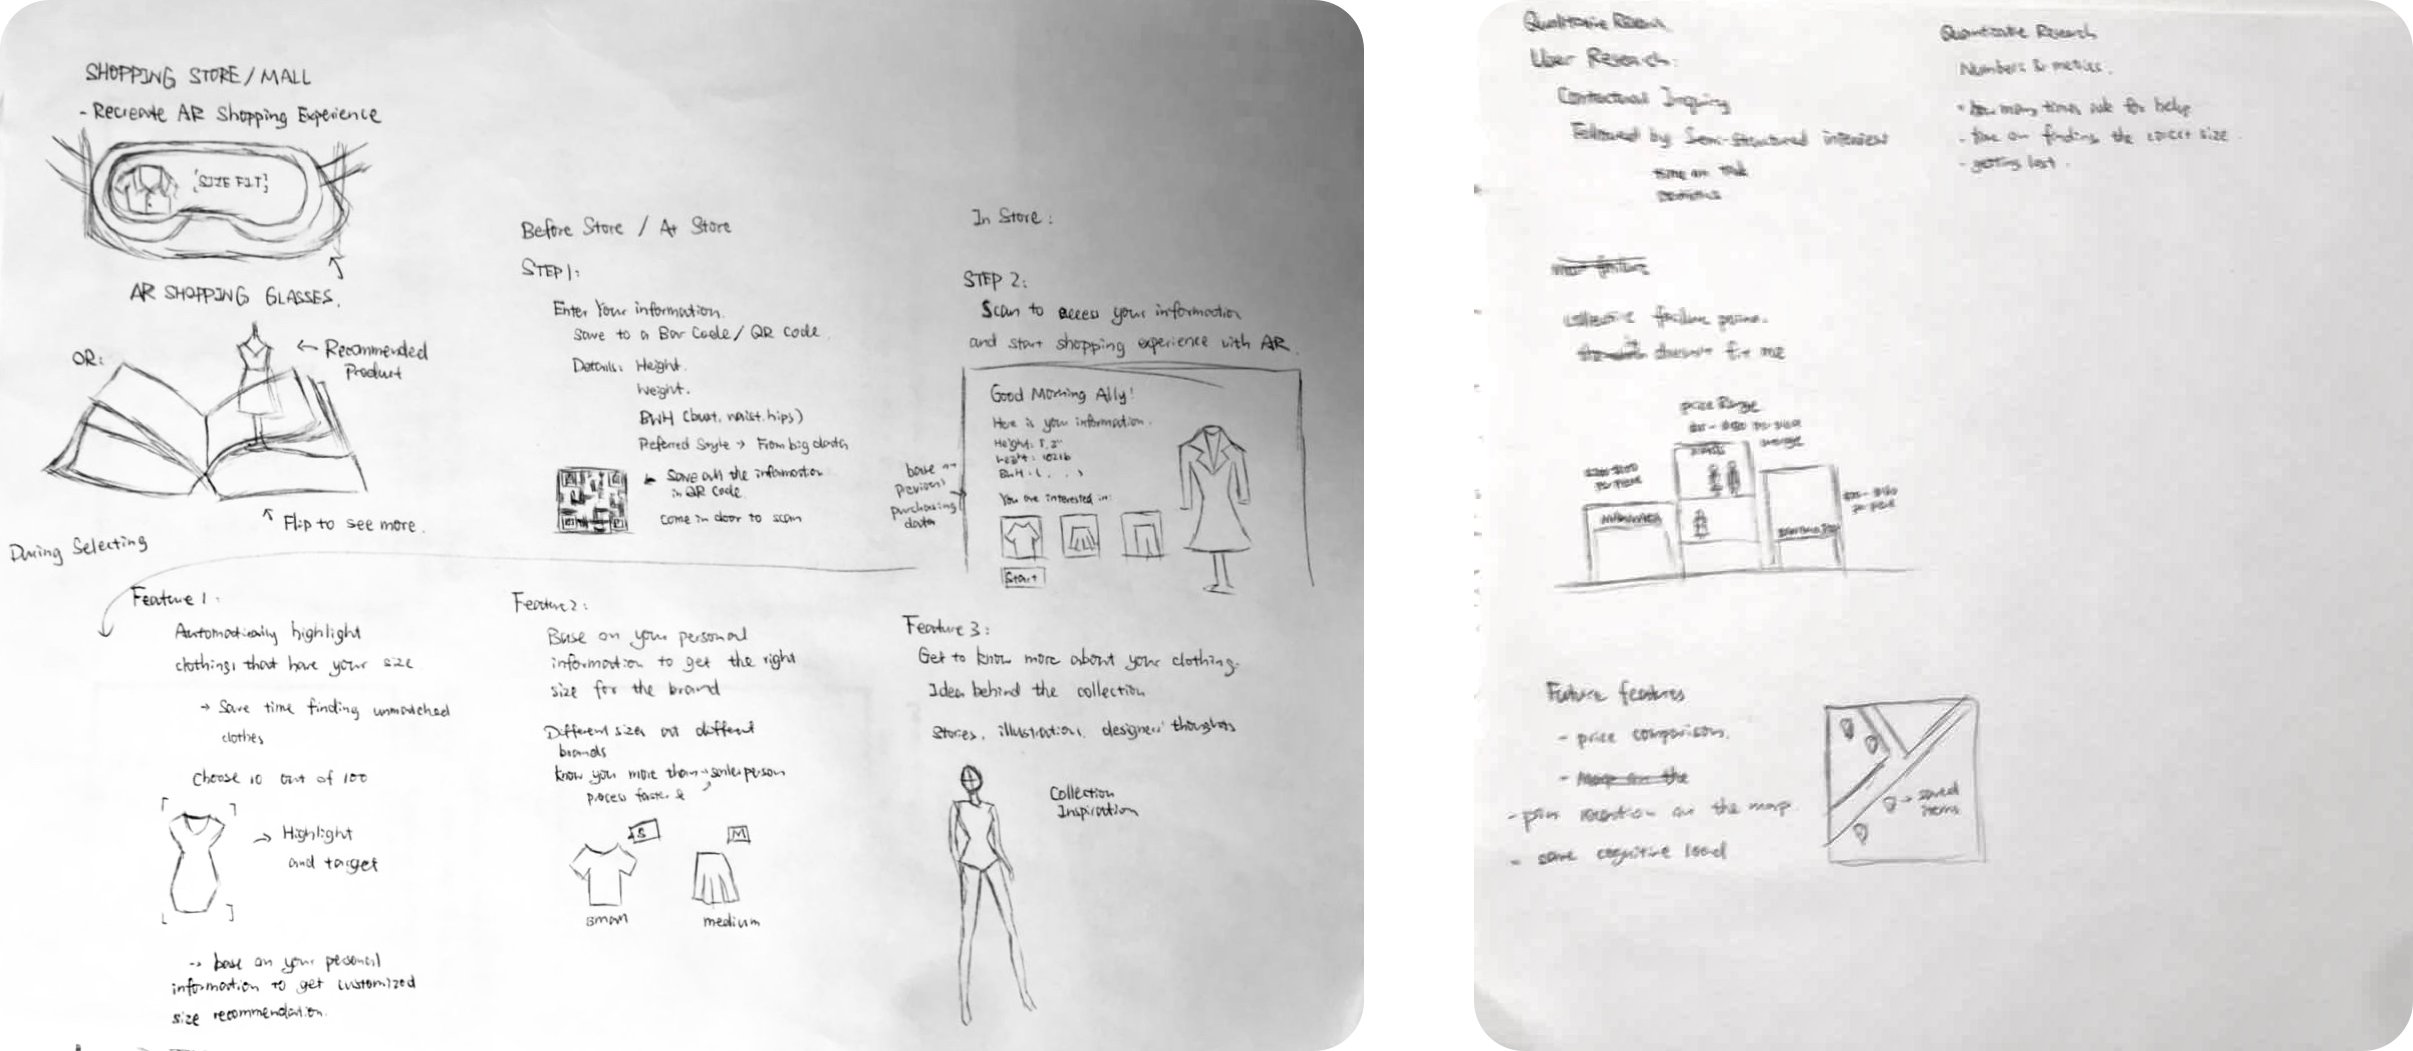 SHOPPING STORE/MALL
- Recreate AR Shopping Experience
[SIZE FIT]
AR SHOPPING GLASSES.
OR:
← Recommended
Product
Flip to see more.
Before Store / At Store
STEP 1:
Enter Your information.
Save to a Bar Code/ QR code.
Details: Height.
Weight.
BWH (bust, waist, hips)
Preferred Style → From big data
Save all the information
in QR code
Come in door to scan
In Store:
STEP 2:
Scan to access your information
and start shopping experience with AR.
Good Morning Ally!
Here is your information.
Height: 5'2"
Weight: 102 lb
BWH: ( , , )
You are interested in:
Start
base on
previous
purchasing
data
During Selecting
Feature 1:
Automatically highlight
clothings that have your size
→ Save time finding unmatched
clothes
Choose 10 out of 100
→ Highlight
and target
→ base on your personal
information to get customized
size recommendation.
Feature 2:
Base on your personal
information to get the right
size for the brand
Different sizes at different
brands
know you more than → salesperson
process faster &
S
M
small
medium
Feature 3:
Get to know more about your clothing.
Idea behind the collection
Stories, illustrations, designers' thoughts
Collection
Inspiration
Qualitative Research
User Research:
Contextual Inquiry
Followed by Semi-structured interview
time on task
Quantitative Research
Numbers & metrics.
- how many times ask for help
- time on finding the correct size.
- getting lost.
collective failure points.
doesn't fit me
price Range
average
Future features
- price comparison.
- Map on the
- pin location on the map.
- save cognitive load
→ saved
items